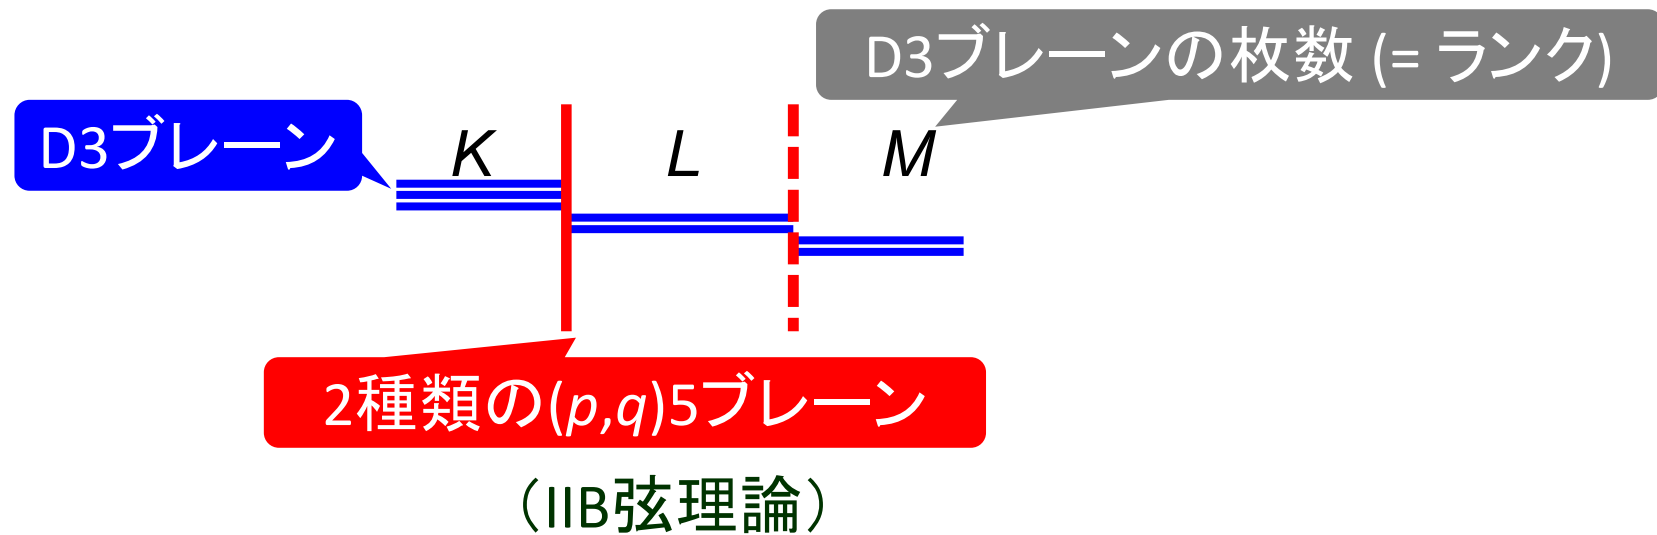 D3ブレーンの枚数 (= ランク)
D3ブレーン
K L M
2種類の(p,q)5ブレーン
（IIB弦理論）